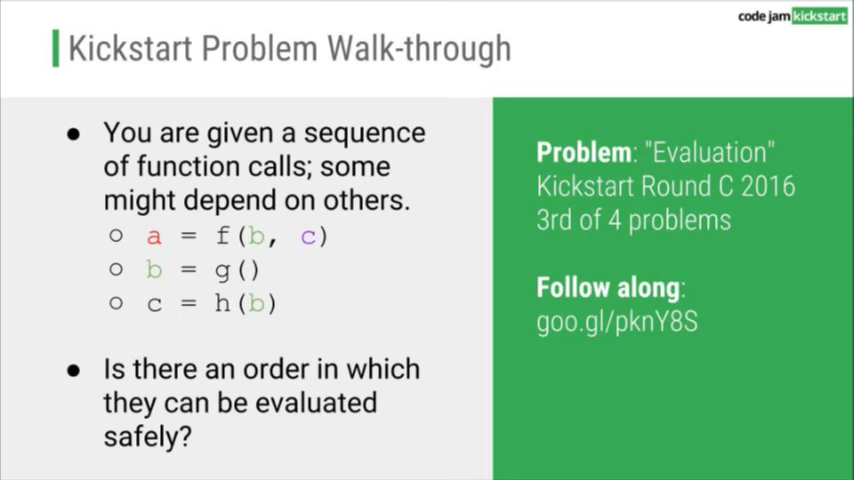 code jam kickstart
Kickstart Problem Walk-through
● You are given a sequence
of function calls; some
might depend on others.
○ a = f(b, c)
○ b = g()
○ c = h(b)
● Is there an order in which
they can be evaluated
safely?
Problem: "Evaluation"
Kickstart Round C 2016
3rd of 4 problems
Follow along:
goo.gl/pknY8S